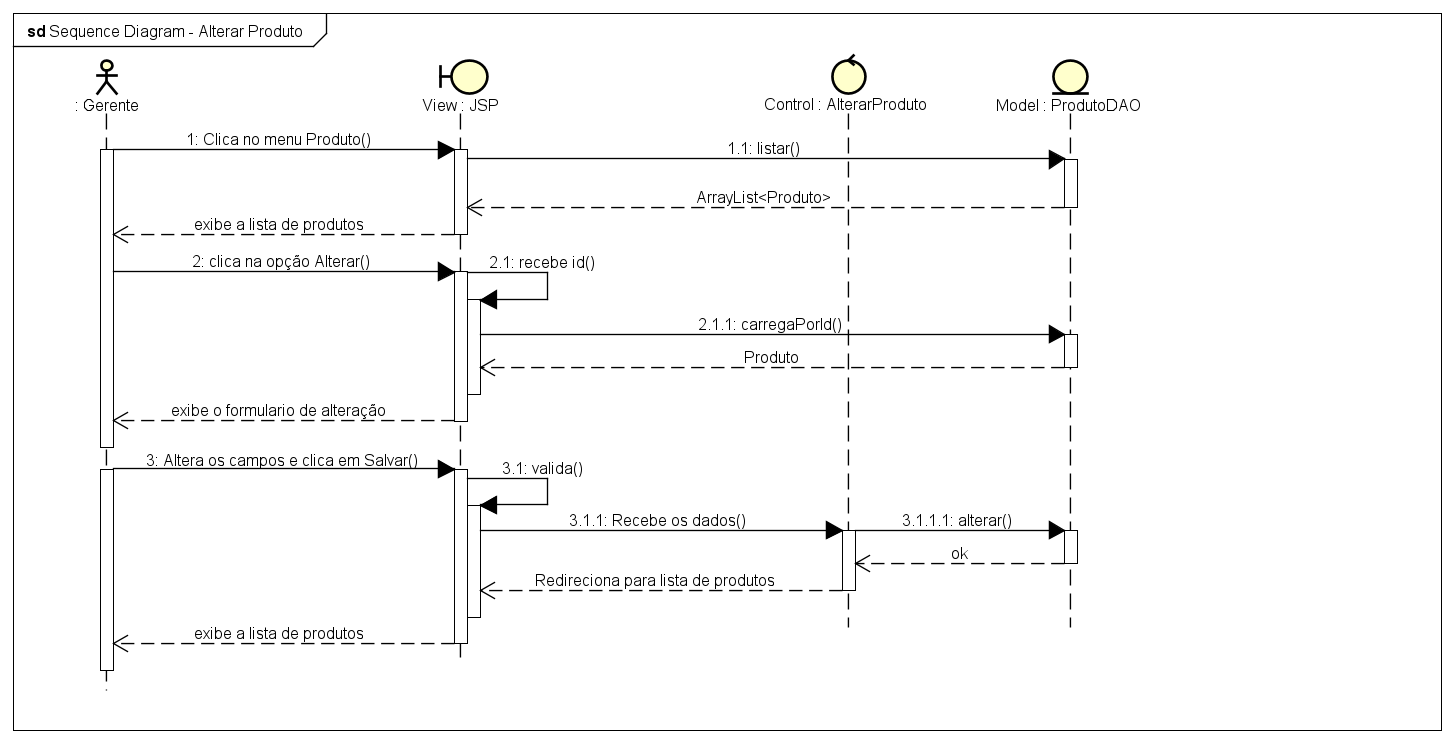 sd Sequence Diagram - Alterar Produto
: Gerente
View : JSP
Control : AlterarProduto
Model : ProdutoDAO
1: Clica no menu Produto()
1.1: listar()
ArrayList<Produto>
exibe a lista de produtos
2: clica na opção Alterar()
2.1: recebe id()
2.1.1: carregaPorId()
Produto
exibe o formulario de alteração
3: Altera os campos e clica em Salvar()
3.1: valida()
3.1.1: Recebe os dados()
3.1.1.1: alterar()
ok
Redireciona para lista de produtos
exibe a lista de produtos